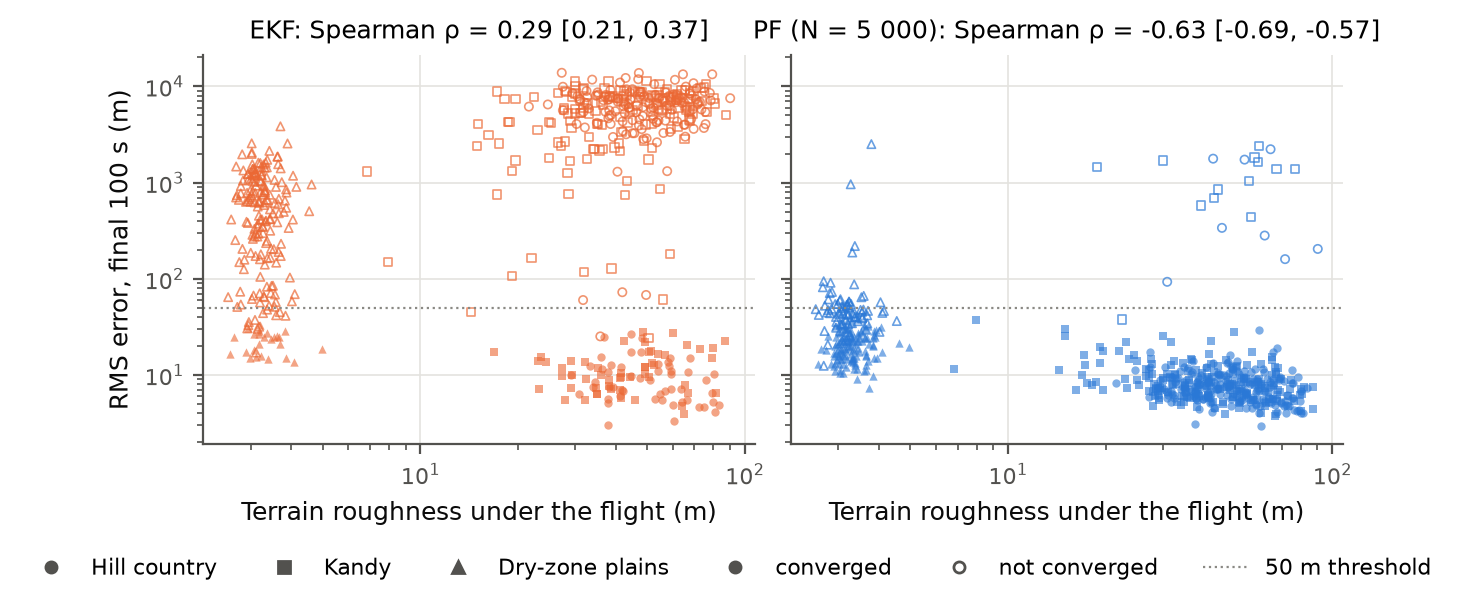 EKF: Spearman ρ = 0.29 [0.21, 0.37]
PF (N = 5 000): Spearman ρ = -0.63 [-0.69, -0.57]
RMS error, final 100 s (m)
10⁴
10³
10²
10¹
10¹ 10²
10¹ 10²
Terrain roughness under the flight (m)
Terrain roughness under the flight (m)
Hill country Kandy Dry-zone plains converged not converged 50 m threshold